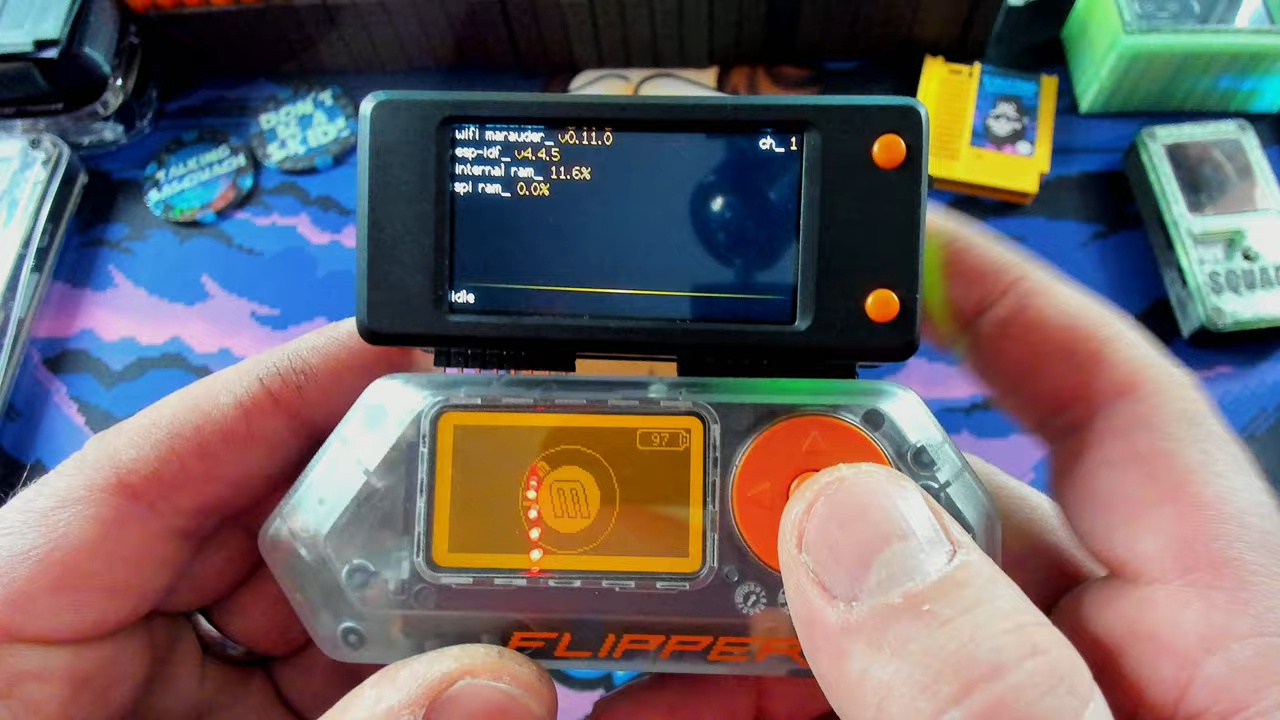 wifi marauder_ v0.11.0
ch_ 1
esp-idf_ v4.4.5
internal ram_ 11.6%
spi ram_ 0.0%
Idle
97
m
FLIPPER
DON'T
BE A
SKID!
TALKING
SASQUACH
SQUA